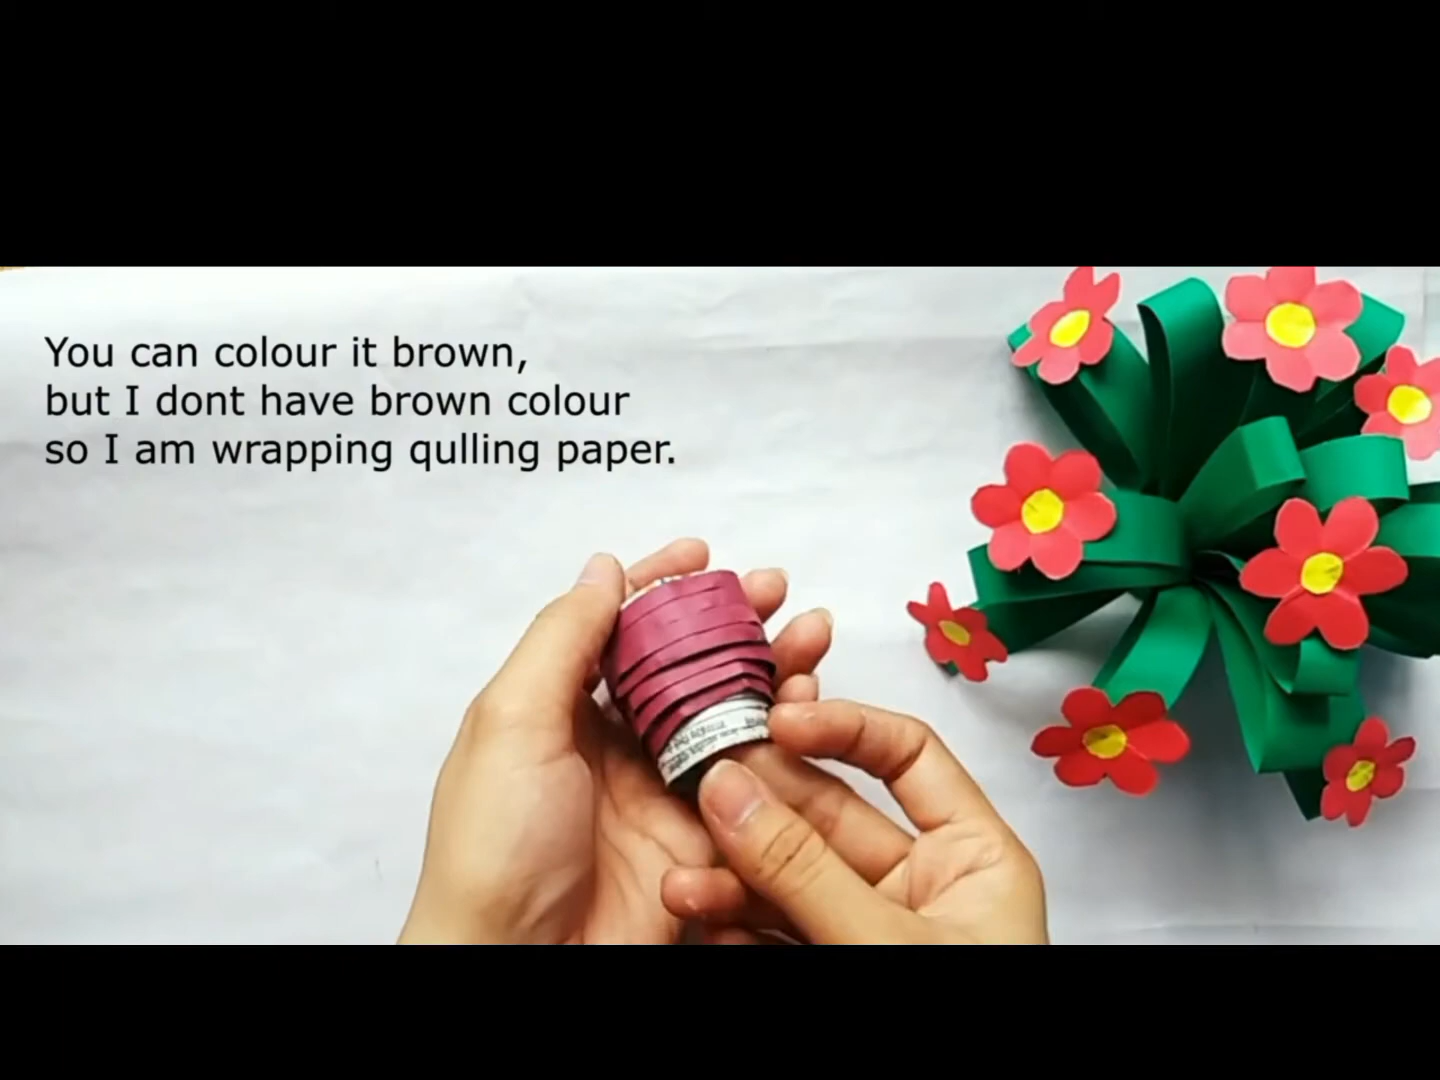 You can colour it brown,
but I dont have brown colour
so I am wrapping qulling paper.